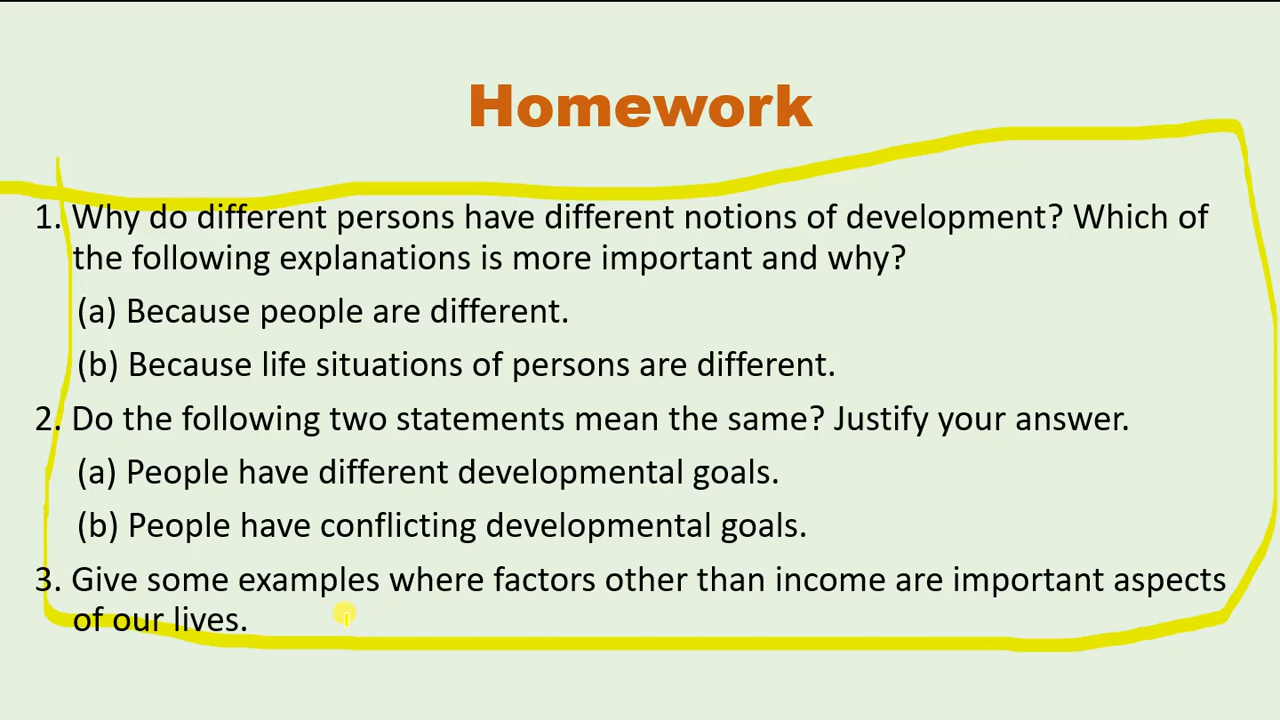 Homework
1. Why do different persons have different notions of development? Which of
the following explanations is more important and why?
(a) Because people are different.
(b) Because life situations of persons are different.
2. Do the following two statements mean the same? Justify your answer.
(a) People have different developmental goals.
(b) People have conflicting developmental goals.
3. Give some examples where factors other than income are important aspects
of our lives.